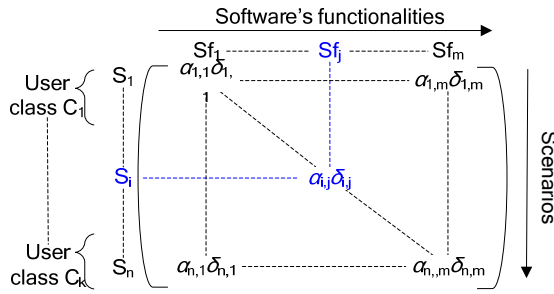 Software's functionalities
Sf1 Sfj Sfm
User class C1
S1 α1,1δ1,1 α1,mδ1,m
Si αi,jδi,j
User class Ck
Sn αn,1δn,1 αn,,mδn,m
Scenarios